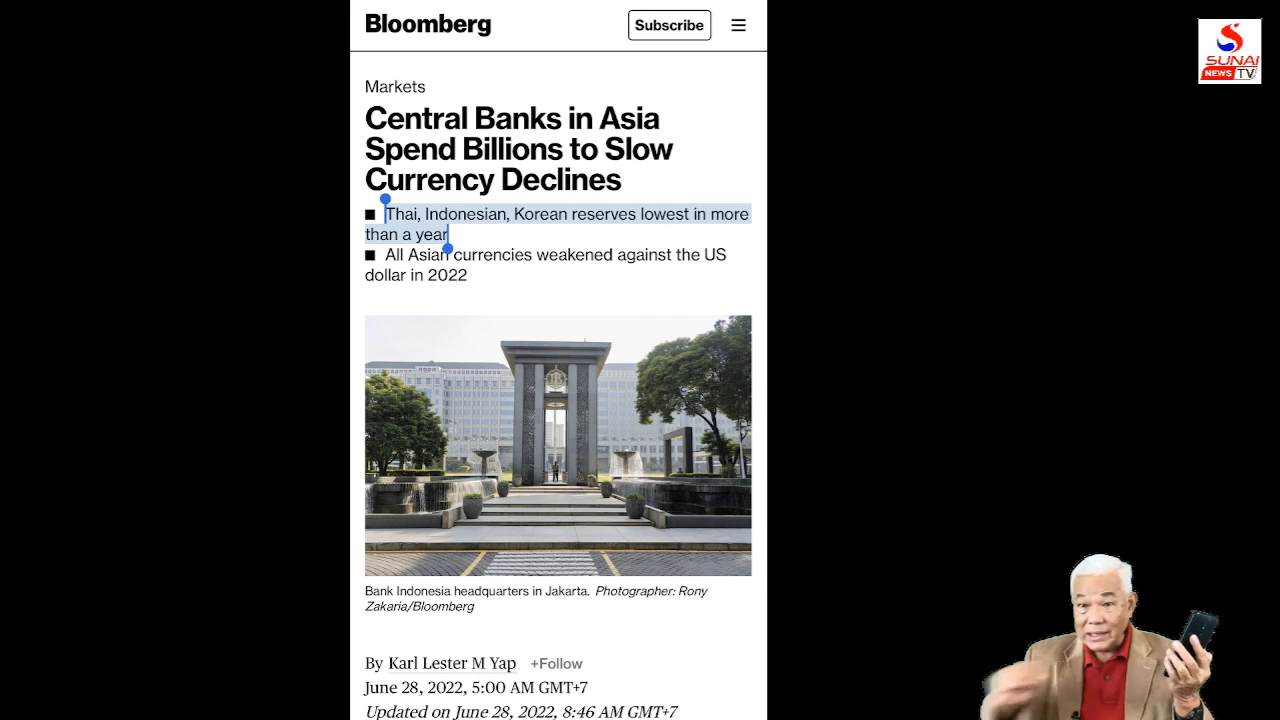 Bloomberg
Subscribe
SUNAI
NEWS TV
Markets
Central Banks in Asia
Spend Billions to Slow
Currency Declines
Thai, Indonesian, Korean reserves lowest in more
than a year
All Asian currencies weakened against the US
dollar in 2022
Bank Indonesia headquarters in Jakarta. Photographer: Rony
Zakaria/Bloomberg
By Karl Lester M Yap +Follow
June 28, 2022, 5:00 AM GMT+7
Updated on June 28, 2022, 8:46 AM GMT+7